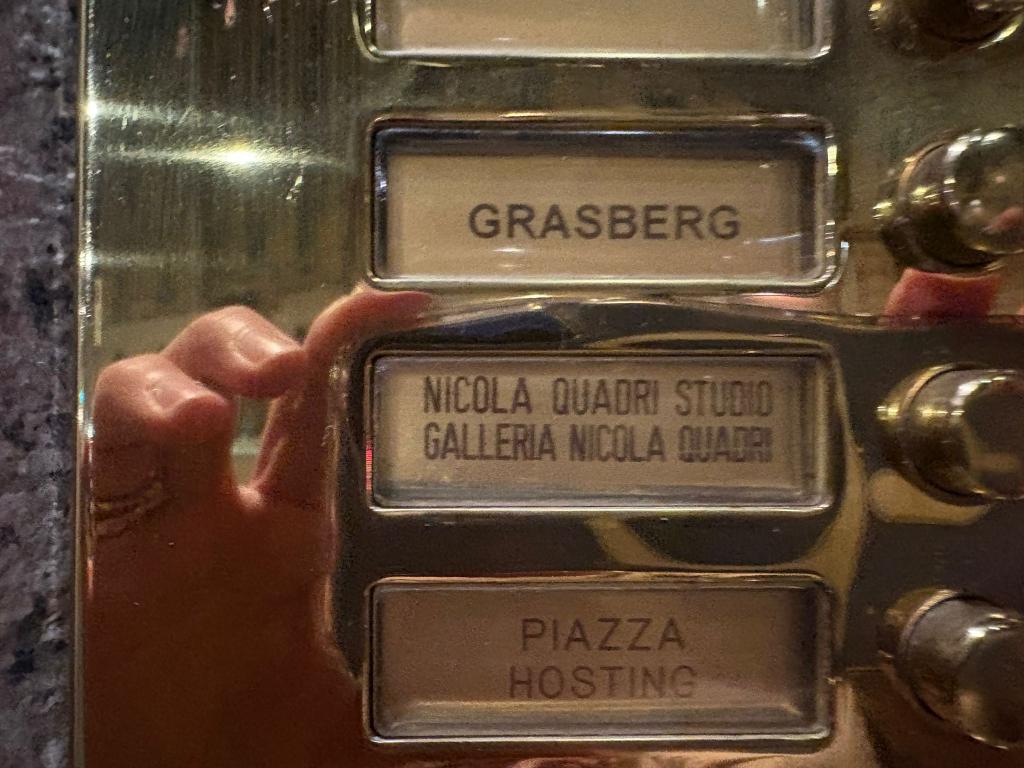 GRASBERG
NICOLA QUADRI STUDIO
GALLERIA NICOLA QUADRI
PIAZZA
HOSTING